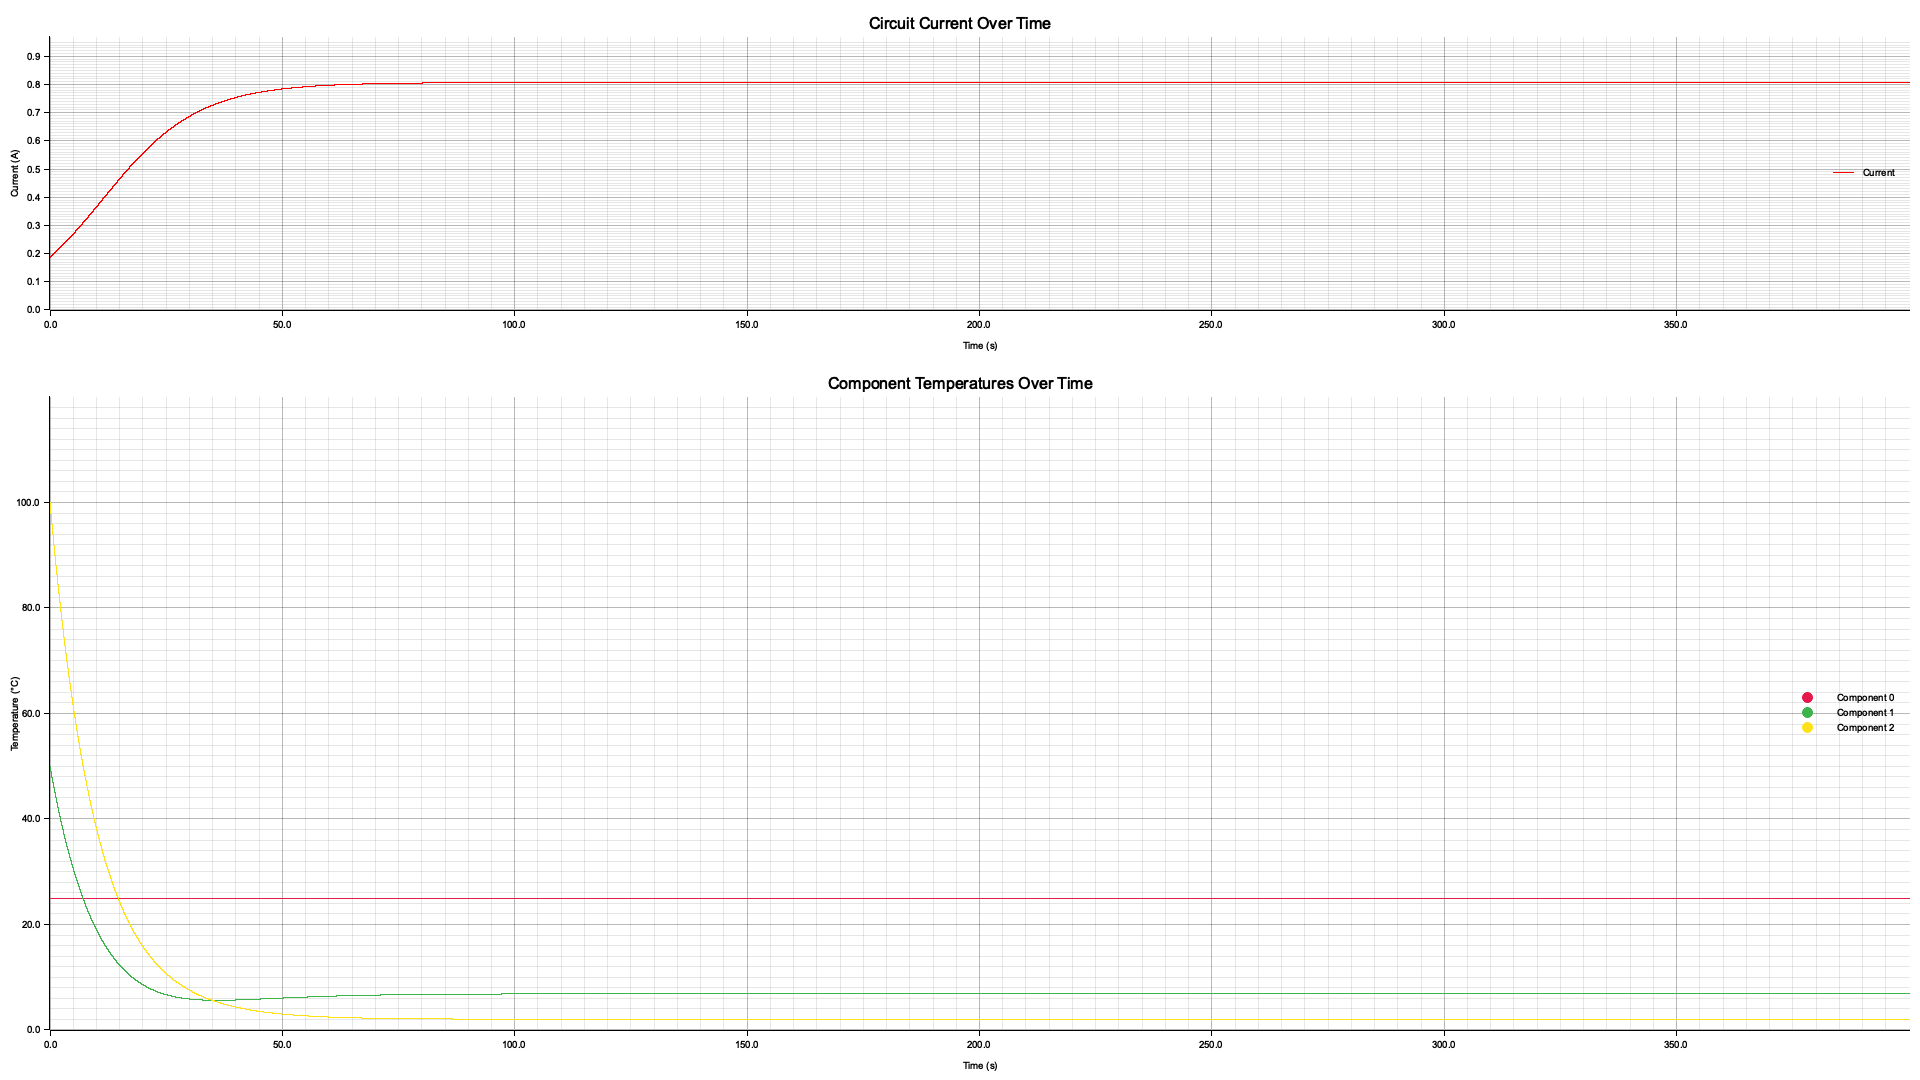 Circuit Current Over Time
0.9
0.8
0.7
0.6
0.5
0.4
0.3
0.2
0.1
0.0
Current (A)
Current
0.0 50.0 100.0 150.0 200.0 250.0 300.0 350.0
Time (s)
Component Temperatures Over Time
100.0
80.0
60.0
40.0
20.0
0.0
Temperature (°C)
Component 0
Component 1
Component 2
0.0 50.0 100.0 150.0 200.0 250.0 300.0 350.0
Time (s)